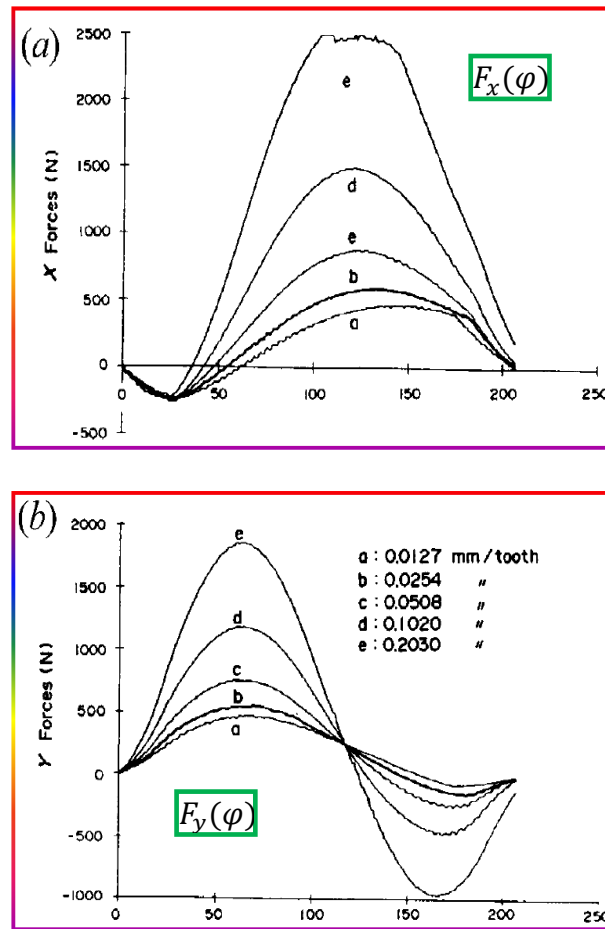 (a)
2500
F_x(φ)
2000
e
1500
d
X Forces (N)
1000
e
b
500
a
0
0 50 100 150 200 250
-500
(b)
2000
e
a : 0.0127 mm/tooth
1500
b : 0.0254 "
c : 0.0508 "
d
d : 0.1020 "
1000
e : 0.2030 "
c
Y Forces (N)
b
500
a
0
F_y(φ)
-500
-1000
0 50 100 150 200 250